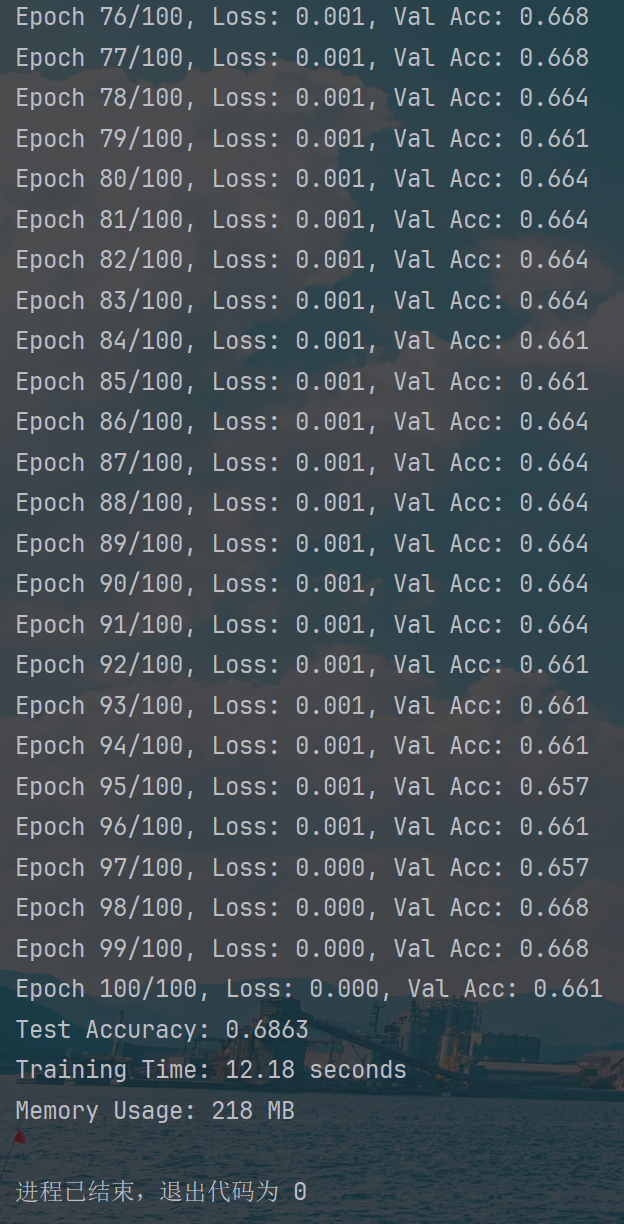 Epoch 76/100, Loss: 0.001, Val Acc: 0.668
Epoch 77/100, Loss: 0.001, Val Acc: 0.668
Epoch 78/100, Loss: 0.001, Val Acc: 0.664
Epoch 79/100, Loss: 0.001, Val Acc: 0.661
Epoch 80/100, Loss: 0.001, Val Acc: 0.664
Epoch 81/100, Loss: 0.001, Val Acc: 0.664
Epoch 82/100, Loss: 0.001, Val Acc: 0.664
Epoch 83/100, Loss: 0.001, Val Acc: 0.664
Epoch 84/100, Loss: 0.001, Val Acc: 0.661
Epoch 85/100, Loss: 0.001, Val Acc: 0.661
Epoch 86/100, Loss: 0.001, Val Acc: 0.664
Epoch 87/100, Loss: 0.001, Val Acc: 0.664
Epoch 88/100, Loss: 0.001, Val Acc: 0.664
Epoch 89/100, Loss: 0.001, Val Acc: 0.664
Epoch 90/100, Loss: 0.001, Val Acc: 0.664
Epoch 91/100, Loss: 0.001, Val Acc: 0.664
Epoch 92/100, Loss: 0.001, Val Acc: 0.661
Epoch 93/100, Loss: 0.001, Val Acc: 0.661
Epoch 94/100, Loss: 0.001, Val Acc: 0.661
Epoch 95/100, Loss: 0.001, Val Acc: 0.657
Epoch 96/100, Loss: 0.001, Val Acc: 0.661
Epoch 97/100, Loss: 0.000, Val Acc: 0.657
Epoch 98/100, Loss: 0.000, Val Acc: 0.668
Epoch 99/100, Loss: 0.000, Val Acc: 0.668
Epoch 100/100, Loss: 0.000, Val Acc: 0.661
Test Accuracy: 0.6863
Training Time: 12.18 seconds
Memory Usage: 218 MB
进程已结束，退出代码为 0